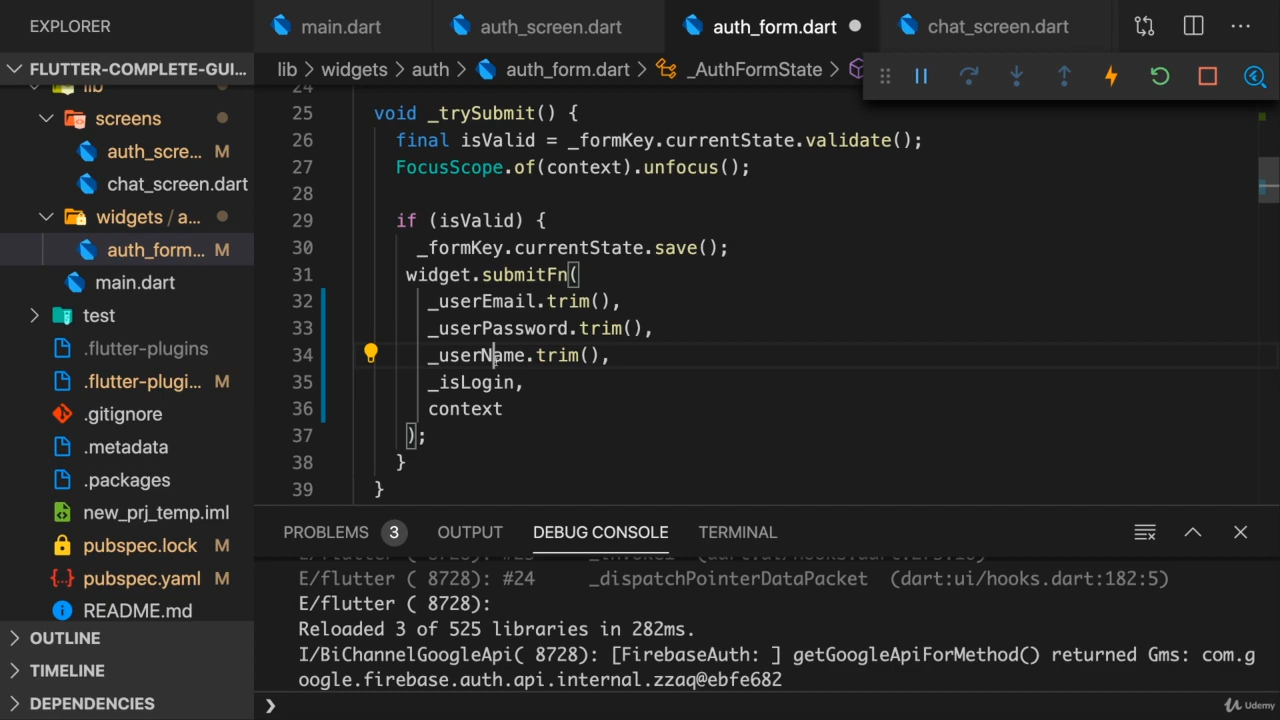 EXPLORER
main.dart
auth_screen.dart
auth_form.dart
chat_screen.dart
FLUTTER-COMPLETE-GUI...
lib > widgets > auth > auth_form.dart > _AuthFormState >
lib
screens
auth_scre... M
chat_screen.dart
widgets / a...
auth_form... M
main.dart
test
.flutter-plugins
.flutter-plugi... M
.gitignore
.metadata
.packages
new_prj_temp.iml
pubspec.lock M
pubspec.yaml M
README.md
OUTLINE
TIMELINE
DEPENDENCIES
24
25 void _trySubmit() {
26 final isValid = _formKey.currentState.validate();
27 FocusScope.of(context).unfocus();
28
29 if (isValid) {
30 _formKey.currentState.save();
31 widget.submitFn(
32 _userEmail.trim(),
33 _userPassword.trim(),
34 _userName.trim(),
35 _isLogin,
36 context
37 );
38 }
39 }
PROBLEMS 3 OUTPUT DEBUG CONSOLE TERMINAL
E/flutter ( 8728): #24 _dispatchPointerDataPacket (dart:ui/hooks.dart:182:5)
E/flutter ( 8728):
Reloaded 3 of 525 libraries in 282ms.
I/BiChannelGoogleApi( 8728): [FirebaseAuth: ] getGoogleApiForMethod() returned Gms: com.g
oogle.firebase.auth.api.internal.zzaq@ebfe682
Udemy